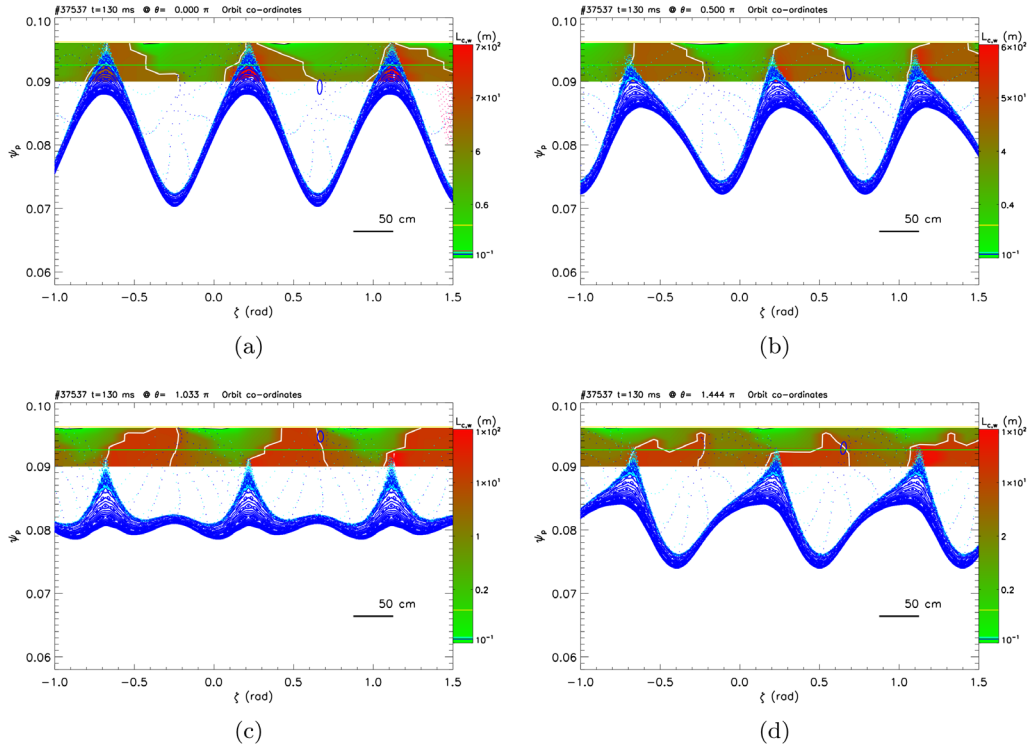 #37537 t=130 ms @ θ= 0.000 π Orbit co-ordinates
L_c,w (m)
0.10
0.09
0.08
0.07
0.06
ψ_p
7×10²
7×10¹
6
0.6
10⁻¹
50 cm
-1.0 -0.5 0.0 0.5 1.0 1.5
ζ (rad)
(a)
#37537 t=130 ms @ θ= 0.500 π Orbit co-ordinates
L_c,w (m)
0.10
0.09
0.08
0.07
0.06
ψ_p
6×10²
5×10¹
4
0.4
10⁻¹
50 cm
-1.0 -0.5 0.0 0.5 1.0 1.5
ζ (rad)
(b)
#37537 t=130 ms @ θ= 1.033 π Orbit co-ordinates
L_c,w (m)
0.10
0.09
0.08
0.07
0.06
ψ_p
1×10²
1×10¹
1
0.2
10⁻¹
50 cm
-1.0 -0.5 0.0 0.5 1.0 1.5
ζ (rad)
(c)
#37537 t=130 ms @ θ= 1.444 π Orbit co-ordinates
L_c,w (m)
0.10
0.09
0.08
0.07
0.06
ψ_p
1×10²
1×10¹
2
0.2
10⁻¹
50 cm
-1.0 -0.5 0.0 0.5 1.0 1.5
ζ (rad)
(d)